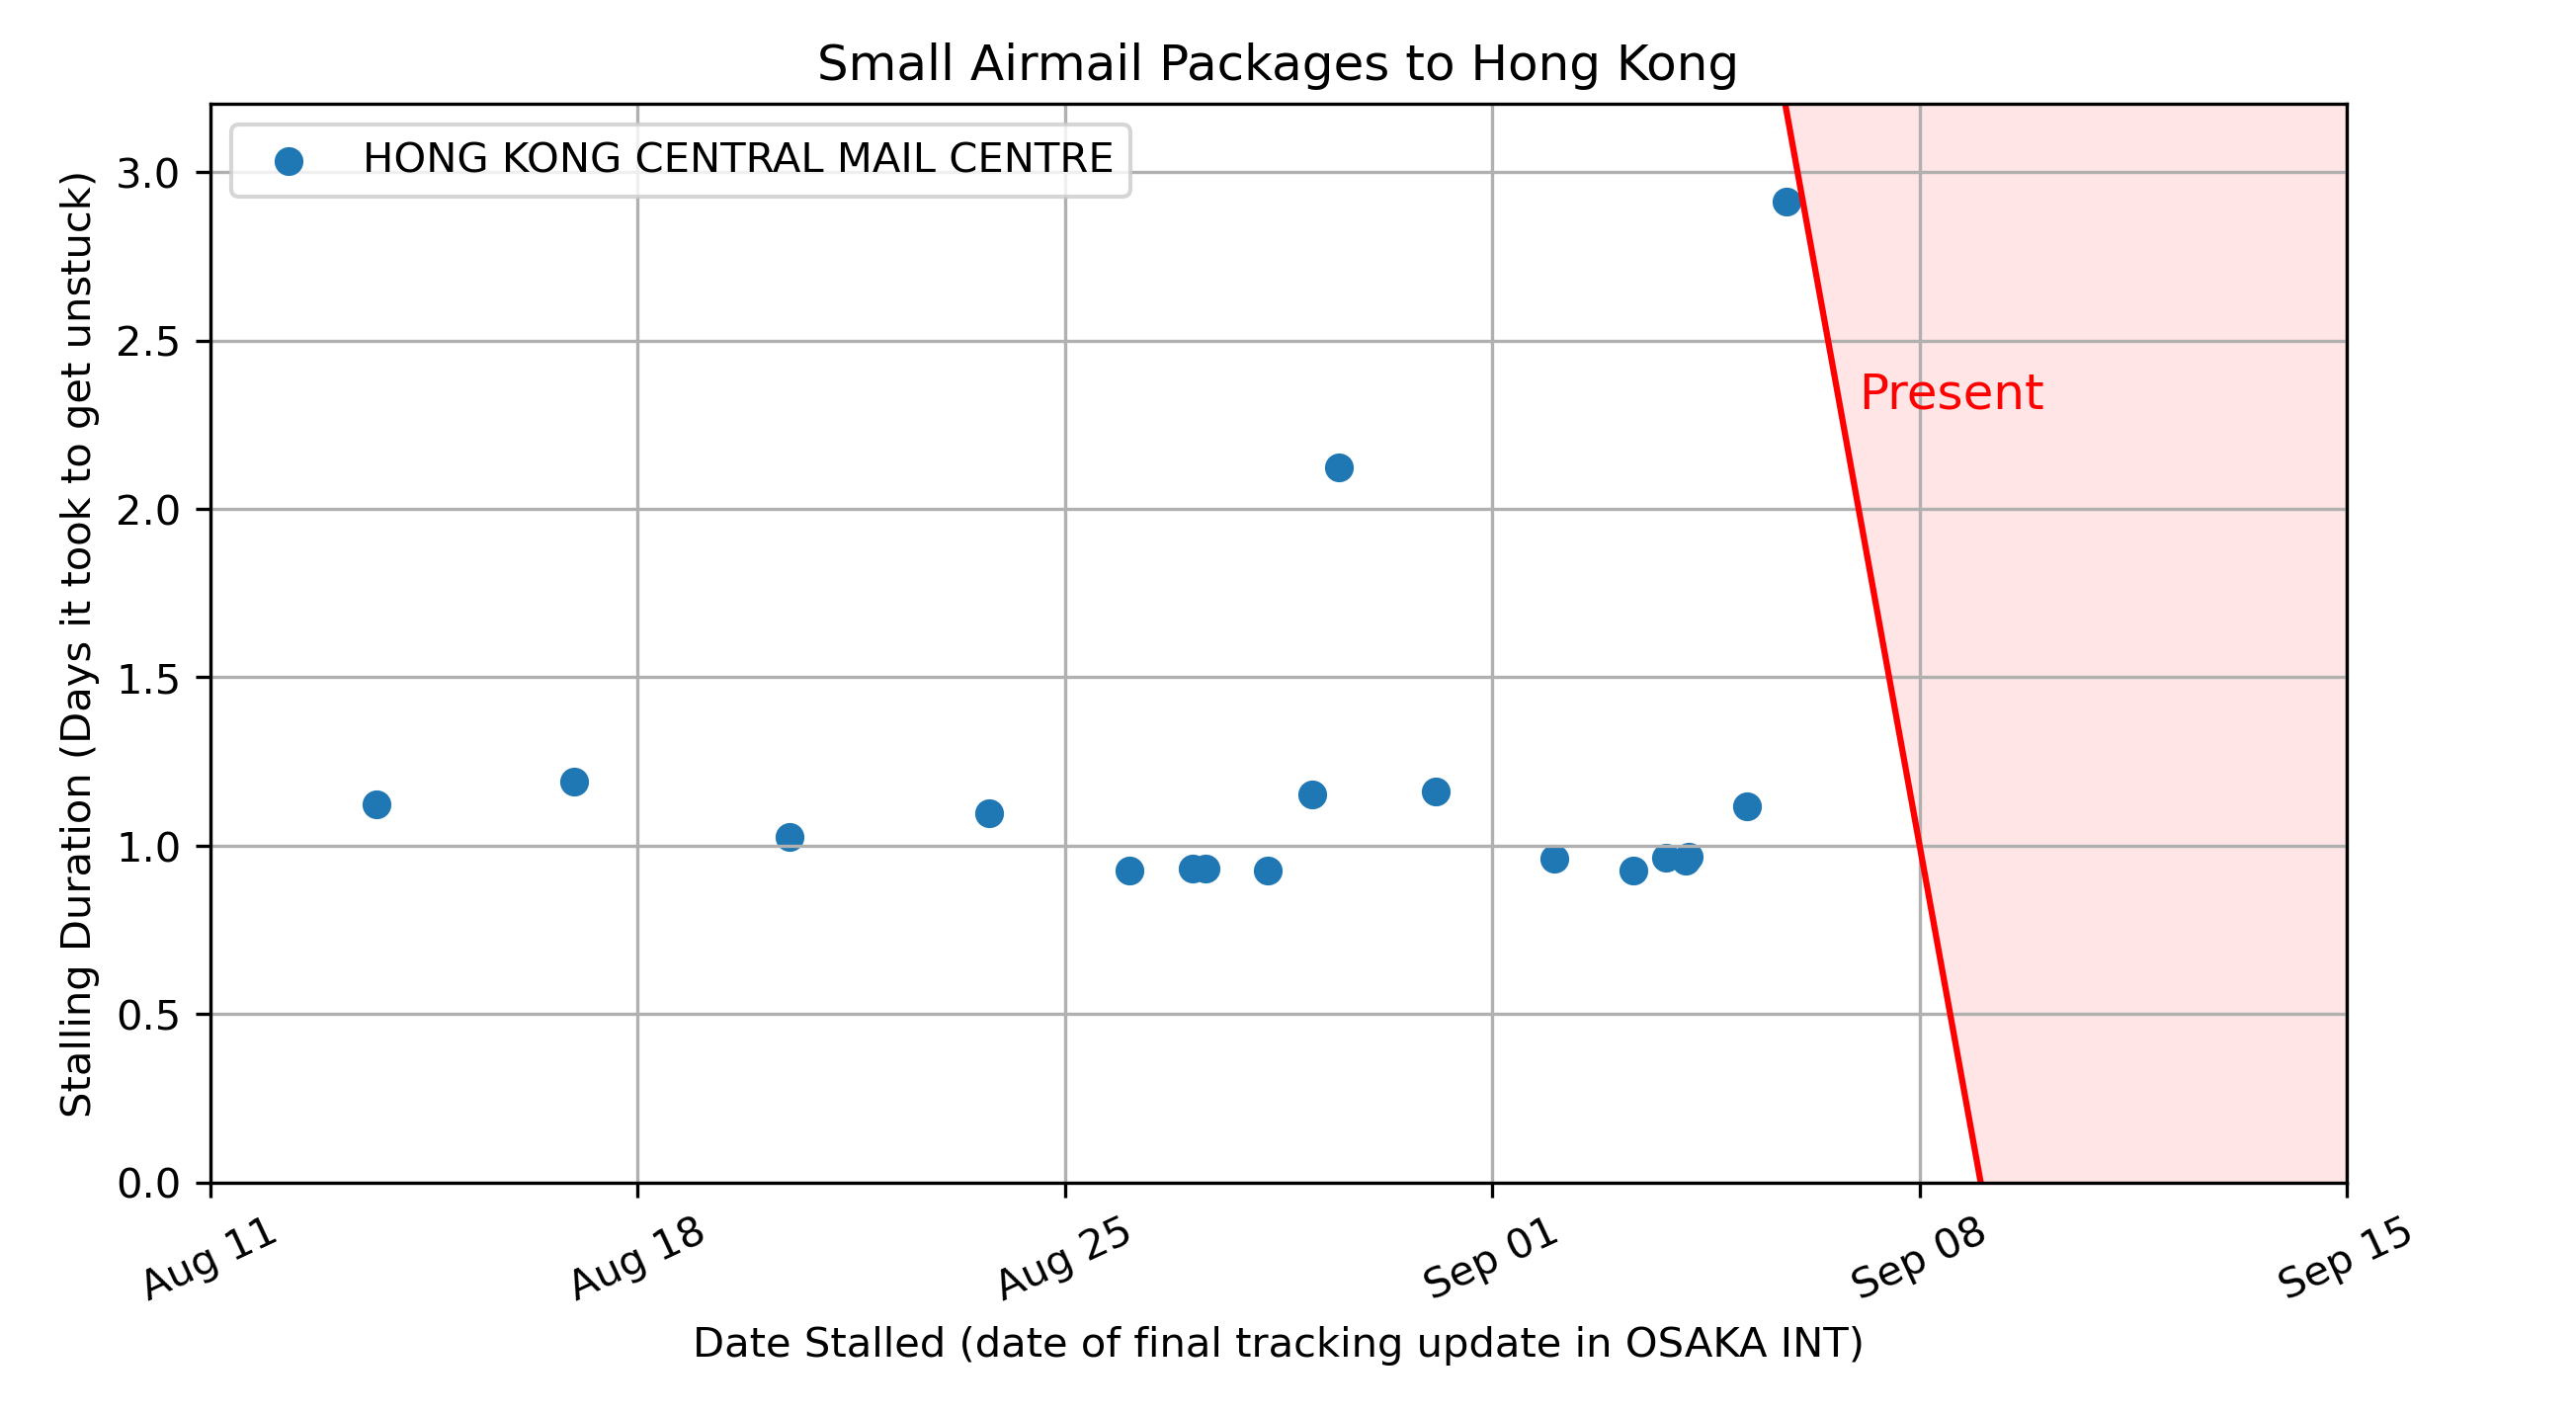 Small Airmail Packages to Hong Kong
HONG KONG CENTRAL MAIL CENTRE
Stalling Duration (Days it took to get unstuck)
3.0
2.5
2.0
1.5
1.0
0.5
0.0
Present
Aug 11
Aug 18
Aug 25
Sep 01
Sep 08
Sep 15
Date Stalled (date of final tracking update in OSAKA INT)